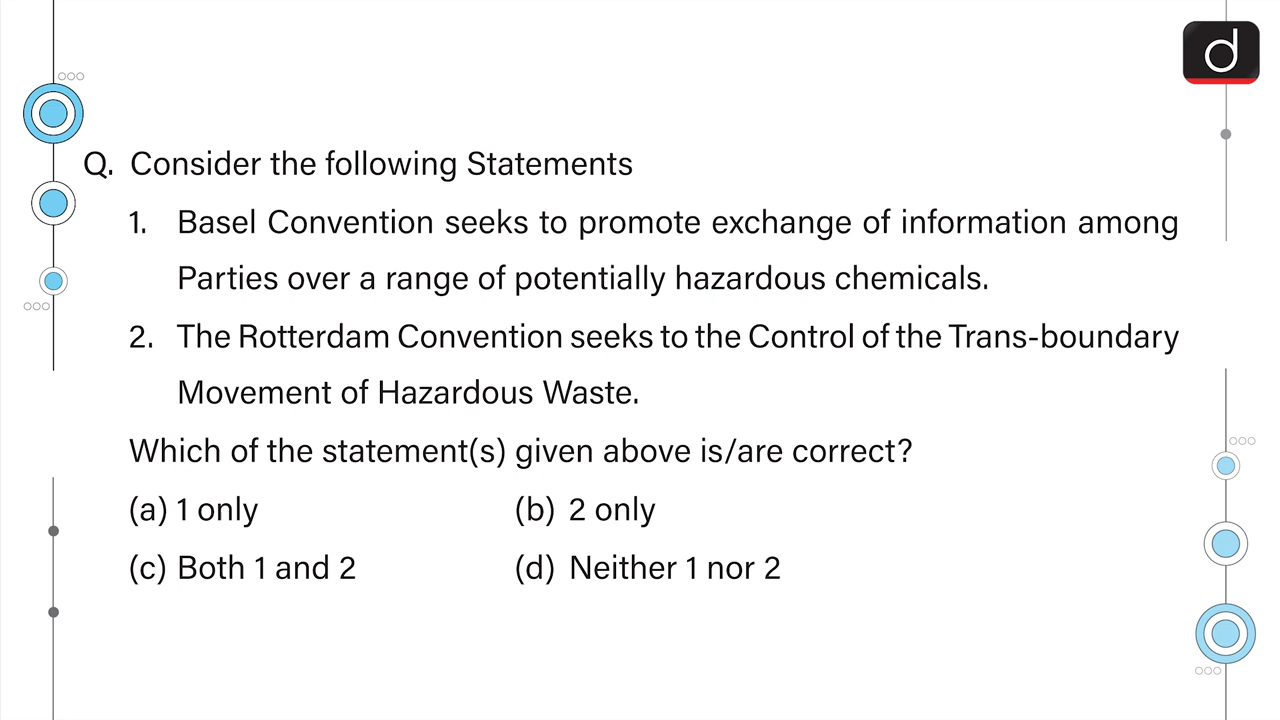 Q. Consider the following Statements
1. Basel Convention seeks to promote exchange of information among
Parties over a range of potentially hazardous chemicals.
2. The Rotterdam Convention seeks to the Control of the Trans-boundary
Movement of Hazardous Waste.
Which of the statement(s) given above is/are correct?
(a) 1 only (b) 2 only
(c) Both 1 and 2 (d) Neither 1 nor 2
d